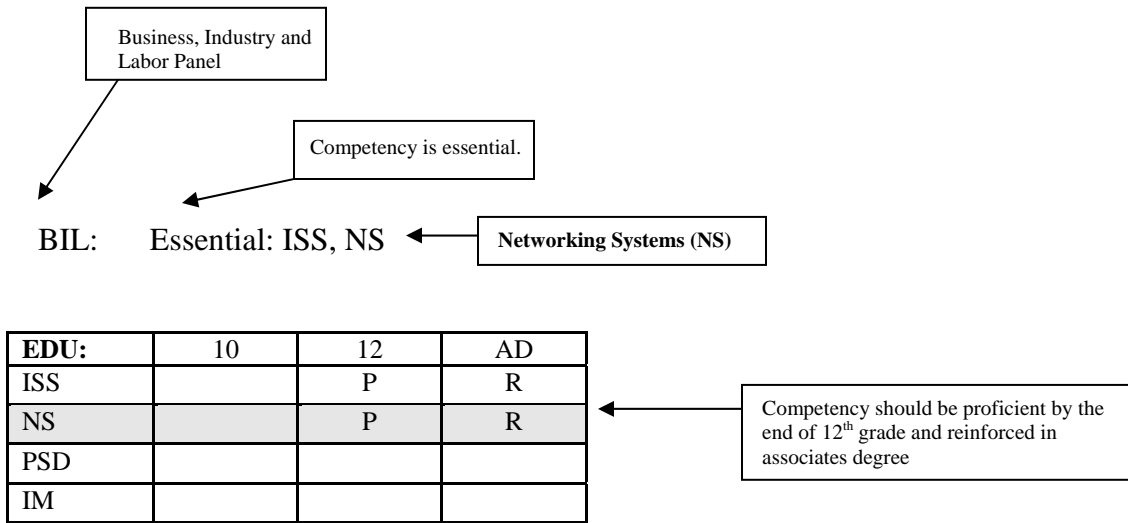 Business, Industry and
Labor Panel
Competency is essential.
BIL: Essential: ISS, NS
Networking Systems (NS)
EDU: 10 12 AD
ISS P R
NS P R
PSD
IM
Competency should be proficient by the
end of 12th grade and reinforced in
associates degree